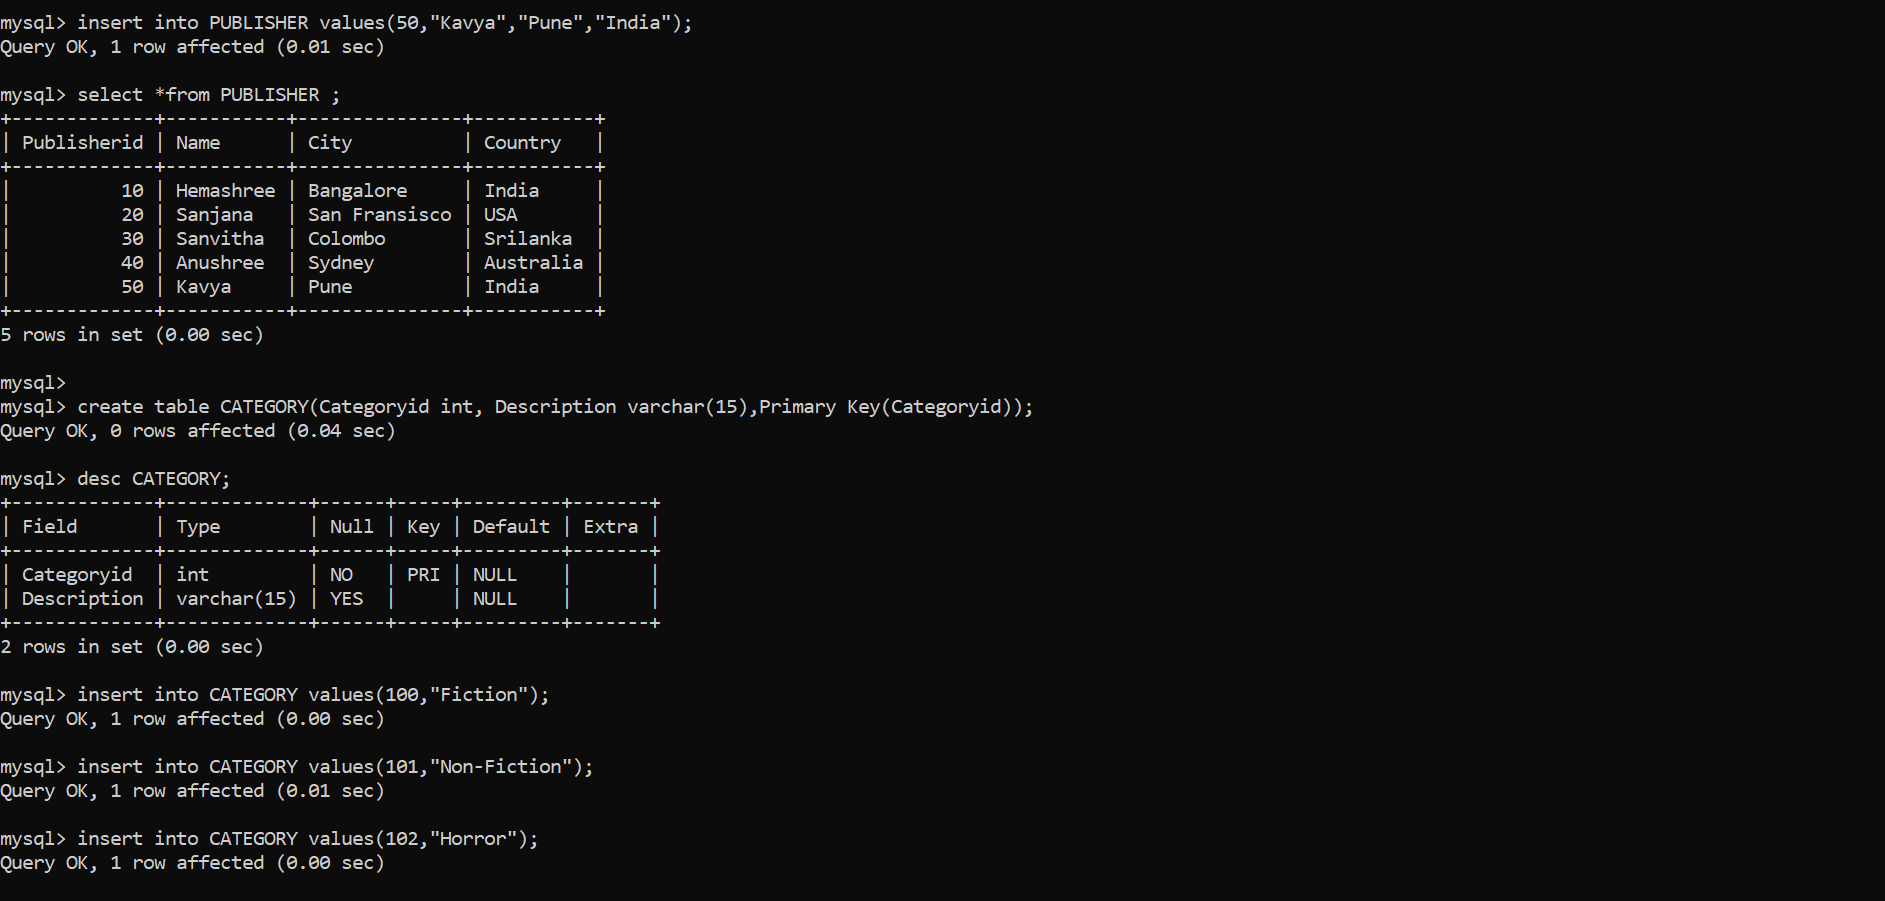 mysql> insert into PUBLISHER values(50,"Kavya","Pune","India");
Query OK, 1 row affected (0.01 sec)

mysql> select *from PUBLISHER ;
+-------------+-----------+---------------+-----------+
| Publisherid | Name      | City          | Country   |
+-------------+-----------+---------------+-----------+
|          10 | Hemashree | Bangalore     | India     |
|          20 | Sanjana   | San Fransisco | USA       |
|          30 | Sanvitha  | Colombo       | Srilanka  |
|          40 | Anushree  | Sydney        | Australia |
|          50 | Kavya     | Pune          | India     |
+-------------+-----------+---------------+-----------+
5 rows in set (0.00 sec)

mysql>
mysql> create table CATEGORY(Categoryid int, Description varchar(15),Primary Key(Categoryid));
Query OK, 0 rows affected (0.04 sec)

mysql> desc CATEGORY;
+-------------+-------------+------+-----+---------+-------+
| Field       | Type        | Null | Key | Default | Extra |
+-------------+-------------+------+-----+---------+-------+
| Categoryid  | int         | NO   | PRI | NULL    |       |
| Description | varchar(15) | YES  |     | NULL    |       |
+-------------+-------------+------+-----+---------+-------+
2 rows in set (0.00 sec)

mysql> insert into CATEGORY values(100,"Fiction");
Query OK, 1 row affected (0.00 sec)

mysql> insert into CATEGORY values(101,"Non-Fiction");
Query OK, 1 row affected (0.01 sec)

mysql> insert into CATEGORY values(102,"Horror");
Query OK, 1 row affected (0.00 sec)